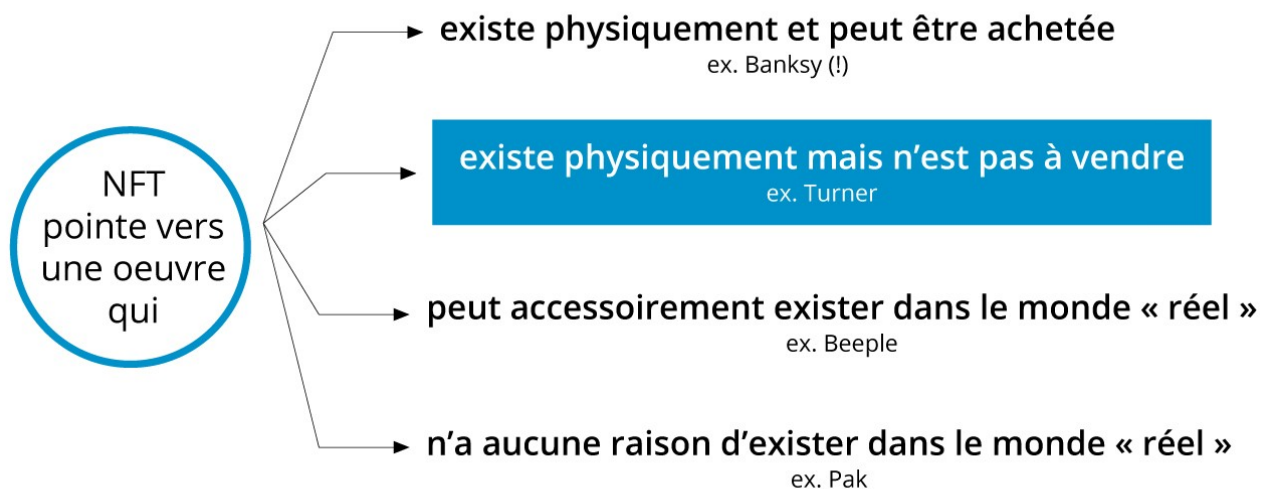 NFT
pointe vers
une oeuvre
qui
existe physiquement et peut être achetée
ex. Banksy (!)
existe physiquement mais n’est pas à vendre
ex. Turner
peut accessoirement exister dans le monde « réel »
ex. Beeple
n’a aucune raison d’exister dans le monde « réel »
ex. Pak